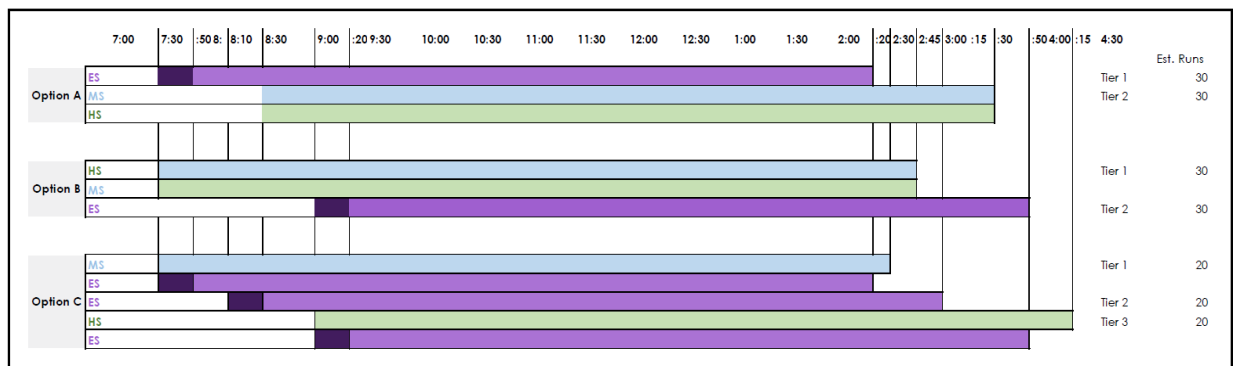 7:00 7:30 :50 8: 8:10 8:30 9:00 :20 9:30 10:00 10:30 11:00 11:30 12:00 12:30 1:00 1:30 2:00 :20 2:30 2:45 3:00 :15 :30 :50 4:00 :15 4:30
Est. Runs
ES Tier 1 30
Option A MS Tier 2 30
HS
HS Tier 1 30
Option B MS
ES Tier 2 30
MS Tier 1 20
ES
Option C ES Tier 2 20
HS Tier 3 20
ES